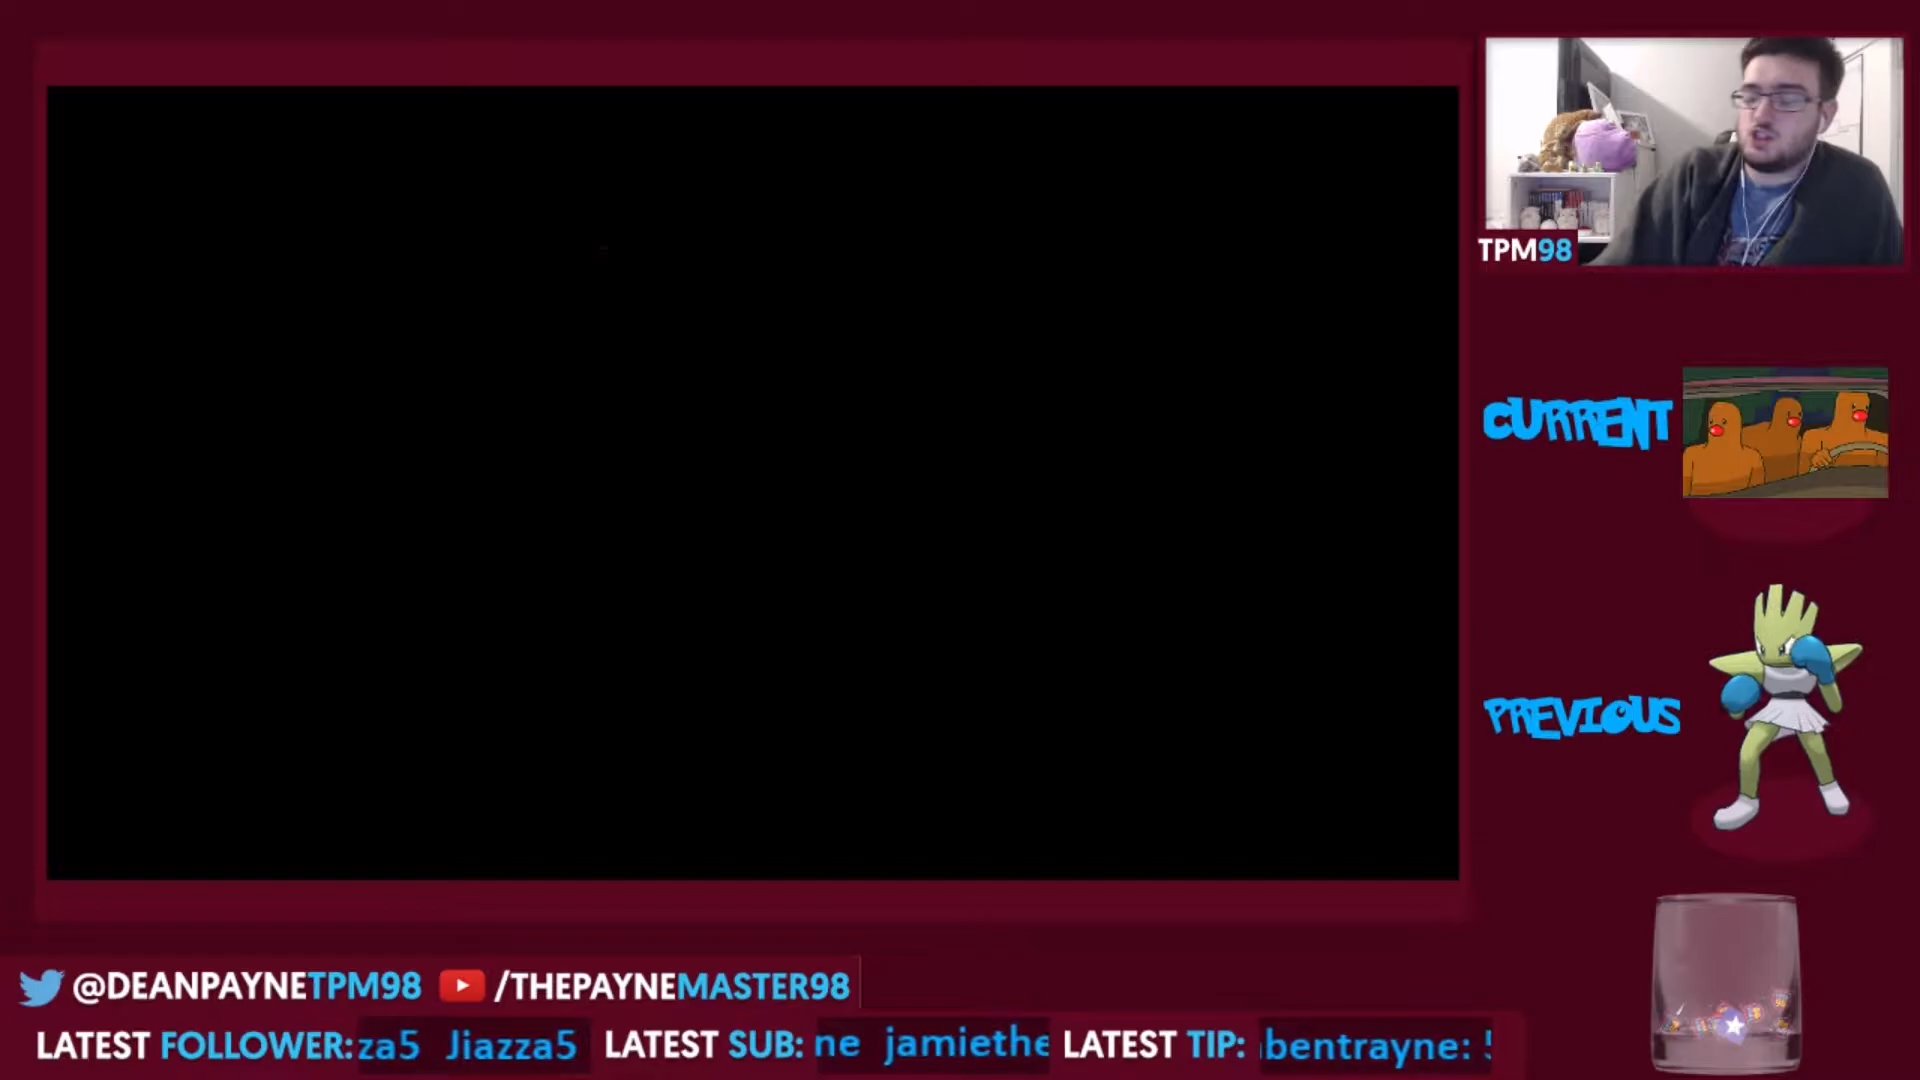 TPM98
CURRENT
PREVIOUS
@DEANPAYNETPM98 /THEPAYNEMASTER98
LATEST FOLLOWER: za5 Jiazza5 LATEST SUB: ne jamiethe LATEST TIP: bentrayne: